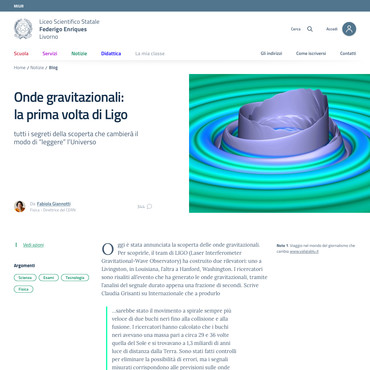 MIUR
Liceo Scientifico Statale
Federigo Enriques
Livorno
Cerca
Accedi
Scuola Servizi Notizie Didattica La mia classe
Gli indirizzi Come iscriversi Contatti
Home / Notizie / Blog
Onde gravitazionali:
la prima volta di Ligo
tutti i segreti della scoperta che cambierà il
modo di "leggere" l'Universo
Da Fabiola Gianotti
Fisica - Direttrice del CERN
Vedi azioni
Argomenti
Scienze Esami Tecnologia
Fisica
Oggi è stata annunciata la scoperta delle onde gravitazionali.
Per scoprirle, il team di LIGO (Laser Interferometer
Gravitational-Wave Observatory) ha costruito due rilevatori: uno a
Livingston, in Louisiana, l'altro a Hanford, Washington. I ricercatori
sono risaliti all'evento che ha generato le onde gravitazionali, tramite
l'analisi del segnale durato appena una frazione di secondi. Scrive
Claudia Grisanti su Internazionale che a produrlo
...sarebbe stato il movimento a spirale sempre più
veloce di due buchi neri fino alla collisione e alla
fusione. I ricercatori hanno calcolato che i buchi
neri avevano una massa pari a circa 29 e 36 volte
quella del Sole e si trovavano a 1,3 miliardi di anni
luce di distanza dalla Terra. Sono stati fatti controlli
per eliminare la possibilità di errori, ma i segnali
misurati corrispondono alle previsioni sulle onde
Nota 1 Viaggio nel mondo del giornalismo che
cambia